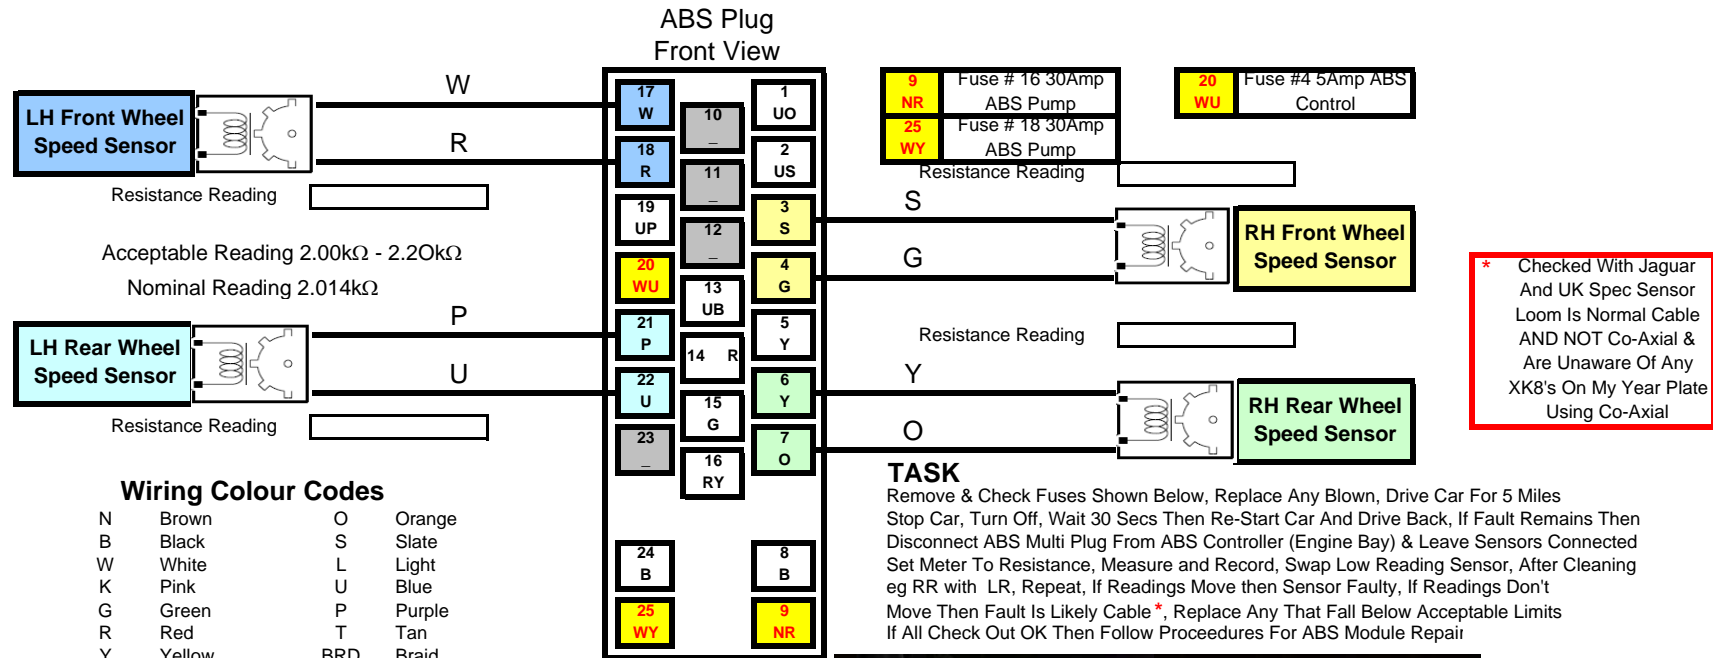 ABS Plug
Front View
LH Front Wheel
Speed Sensor
W
R
Resistance Reading
Acceptable Reading 2.00kΩ - 2.2OkΩ
Nominal Reading 2.014kΩ
LH Rear Wheel
Speed Sensor
P
U
Resistance Reading
17
W
18
R
19
UP
20
WU
21
P
22
U
23
_
24
B
25
WY
10
_
11
_
12
_
13
UB
14 R
15
G
16
RY
1
UO
2
US
3
S
4
G
5
Y
6
Y
7
O
8
B
9
NR
9
NR
Fuse # 16 30Amp
ABS Pump
25
WY
Fuse # 18 30Amp
ABS Pump
20
WU
Fuse #4 5Amp ABS
Control
Resistance Reading
S
G
RH Front Wheel
Speed Sensor
Resistance Reading
Y
O
RH Rear Wheel
Speed Sensor
* Checked With Jaguar
And UK Spec Sensor
Loom Is Normal Cable
AND NOT Co-Axial &
Are Unaware Of Any
XK8's On My Year Plate
Using Co-Axial
Wiring Colour Codes
N Brown O Orange
B Black S Slate
W White L Light
K Pink U Blue
G Green P Purple
R Red T Tan
Y Yellow BRD Braid
TASK
Remove & Check Fuses Shown Below, Replace Any Blown, Drive Car For 5 Miles
Stop Car, Turn Off, Wait 30 Secs Then Re-Start Car And Drive Back, If Fault Remains Then
Disconnect ABS Multi Plug From ABS Controller (Engine Bay) & Leave Sensors Connected
Set Meter To Resistance, Measure and Record, Swap Low Reading Sensor, After Cleaning
eg RR with LR, Repeat, If Readings Move then Sensor Faulty, If Readings Don't
Move Then Fault Is Likely Cable *, Replace Any That Fall Below Acceptable Limits
If All Check Out OK Then Follow Proceedures For ABS Module Repair